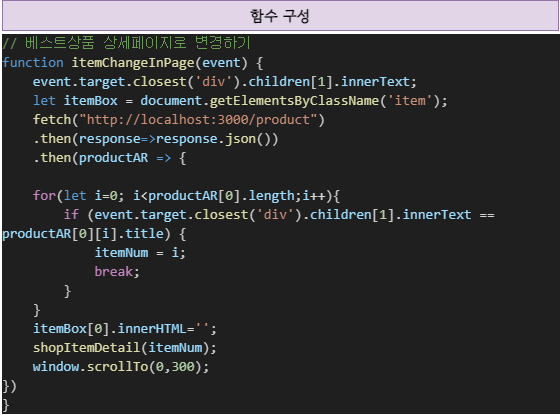 함수 구성
// 베스트상품 상세페이지로 변경하기
function itemChangeInPage(event) {
    event.target.closest('div').children[1].innerText;
    let itemBox = document.getElementsByClassName('item');
    fetch("http://localhost:3000/product")
    .then(response=>response.json())
    .then(productAR => {
    for(let i=0; i<productAR[0].length;i++){
        if (event.target.closest('div').children[1].innerText ==
productAR[0][i].title) {
            itemNum = i;
            break;
        }
    }
    itemBox[0].innerHTML='';
    shopItemDetail(itemNum);
    window.scrollTo(0,300);
})
}